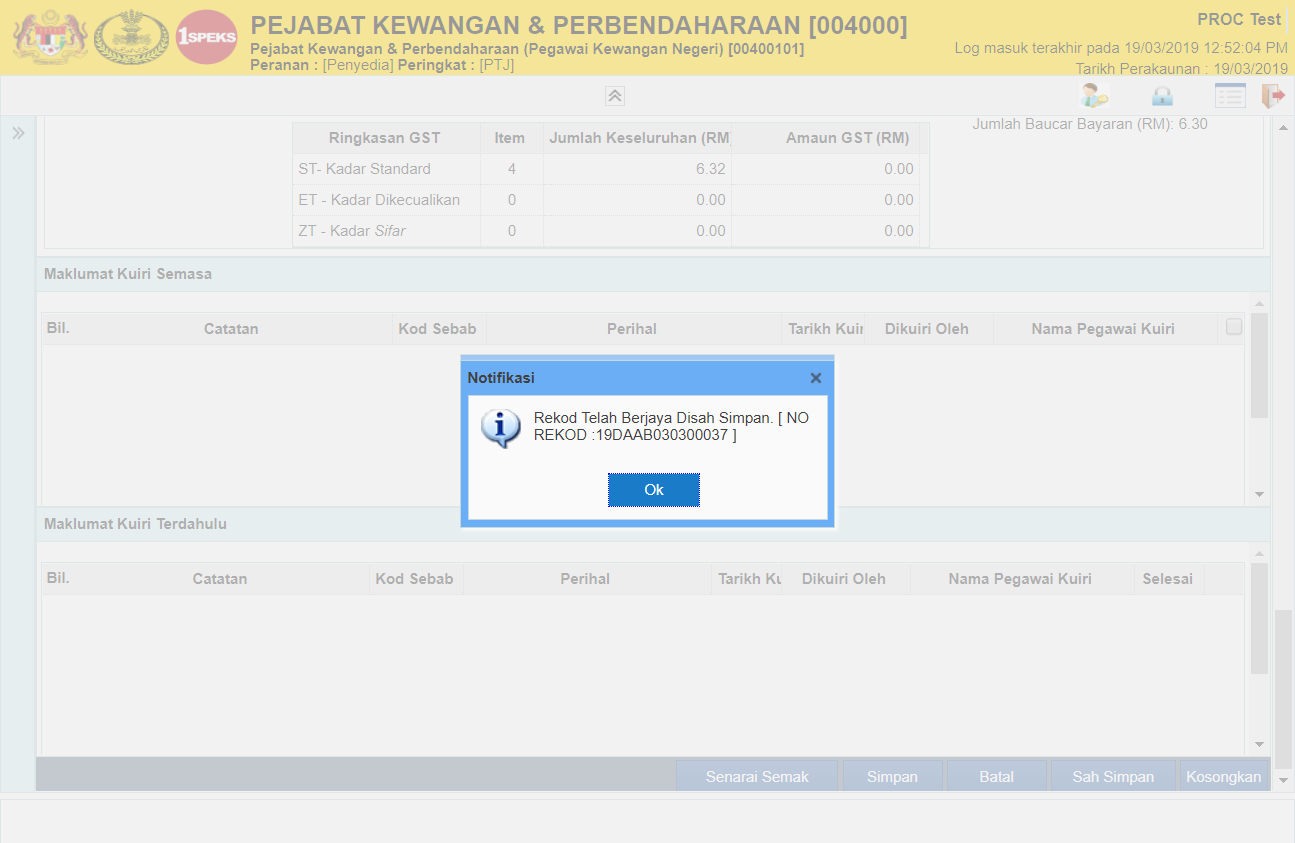 1SPEKS
PEJABAT KEWANGAN & PERBENDAHARAAN [004000]
Pejabat Kewangan & Perbendaharaan (Pegawai Kewangan Negeri) [00400101]
Peranan : [Penyedia] Peringkat : [PTJ]
PROC Test
Log masuk terakhir pada 19/03/2019 12:52:04 PM
Tarikh Perakaunan : 19/03/2019
Jumlah Baucar Bayaran (RM): 6.30
Ringkasan GST Item Jumlah Keseluruhan (RM Amaun GST (RM)
ST- Kadar Standard 4 6.32 0.00
ET - Kadar Dikecualikan 0 0.00 0.00
ZT - Kadar Sifar 0 0.00 0.00
Maklumat Kuiri Semasa
Bil. Catatan Kod Sebab Perihal Tarikh Kuir Dikuiri Oleh Nama Pegawai Kuiri
Notifikasi
Rekod Telah Berjaya Disah Simpan. [ NO
REKOD :19DAAB030300037 ]
Ok
Maklumat Kuiri Terdahulu
Bil. Catatan Kod Sebab Perihal Tarikh Ku Dikuiri Oleh Nama Pegawai Kuiri Selesai
Senarai Semak Simpan Batal Sah Simpan Kosongkan